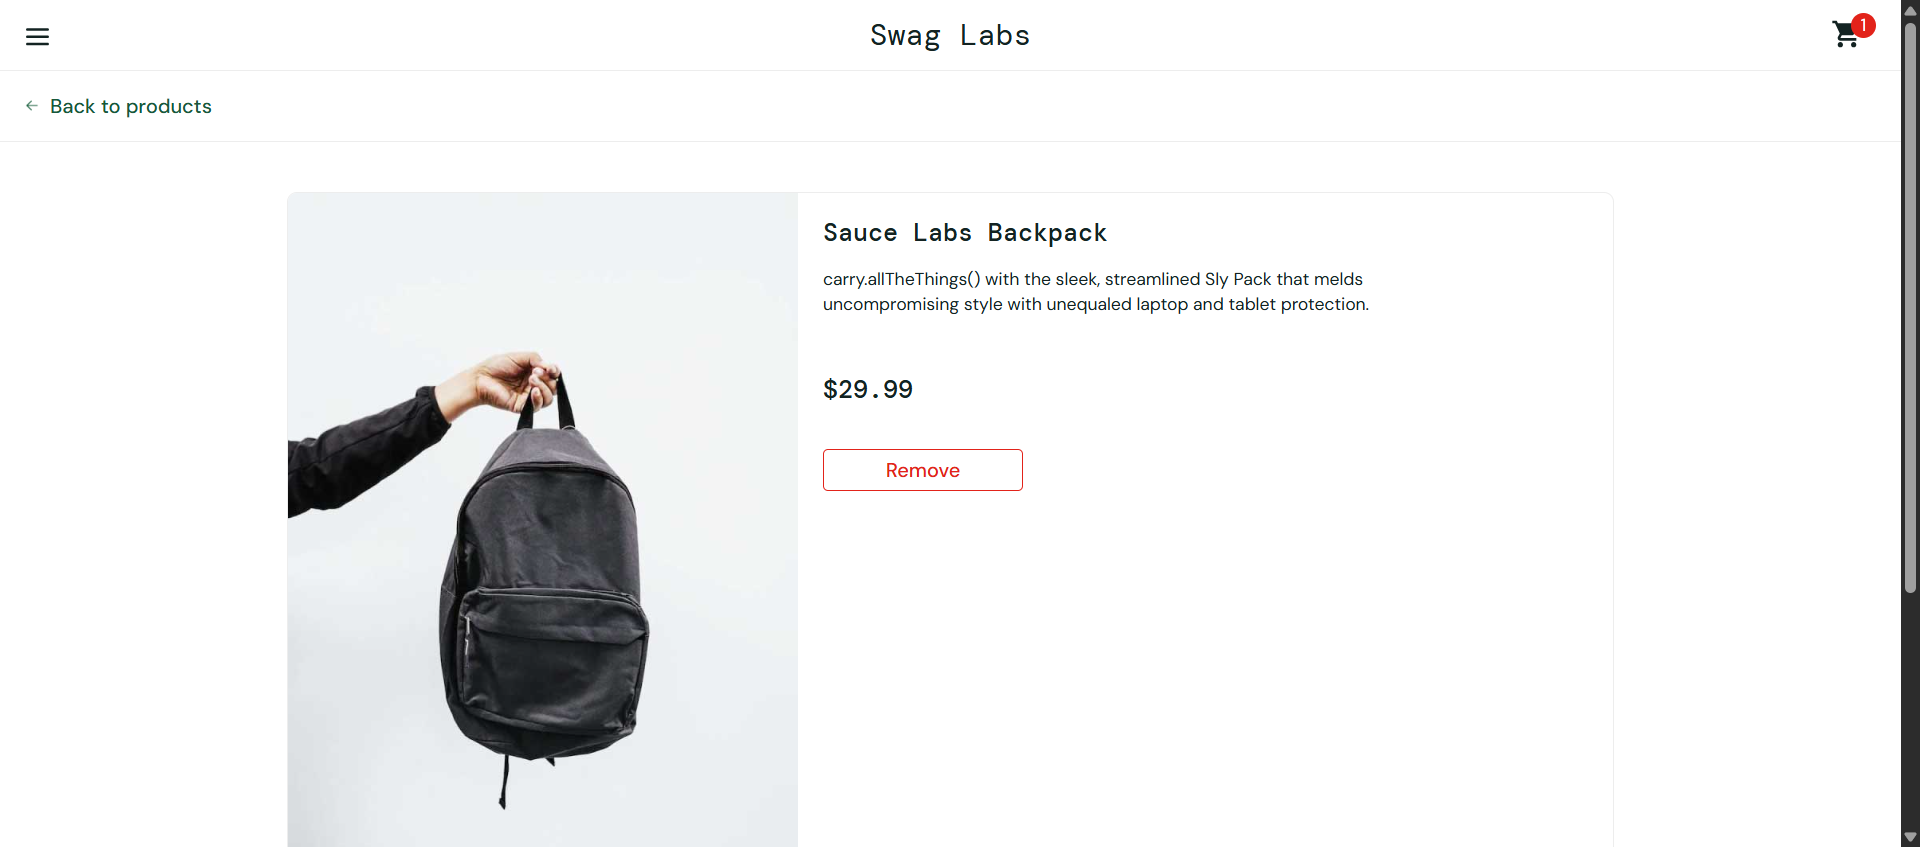 Swag Labs
1
Back to products
Sauce Labs Backpack
carry.allTheThings() with the sleek, streamlined Sly Pack that melds
uncompromising style with unequaled laptop and tablet protection.
$29.99
Remove